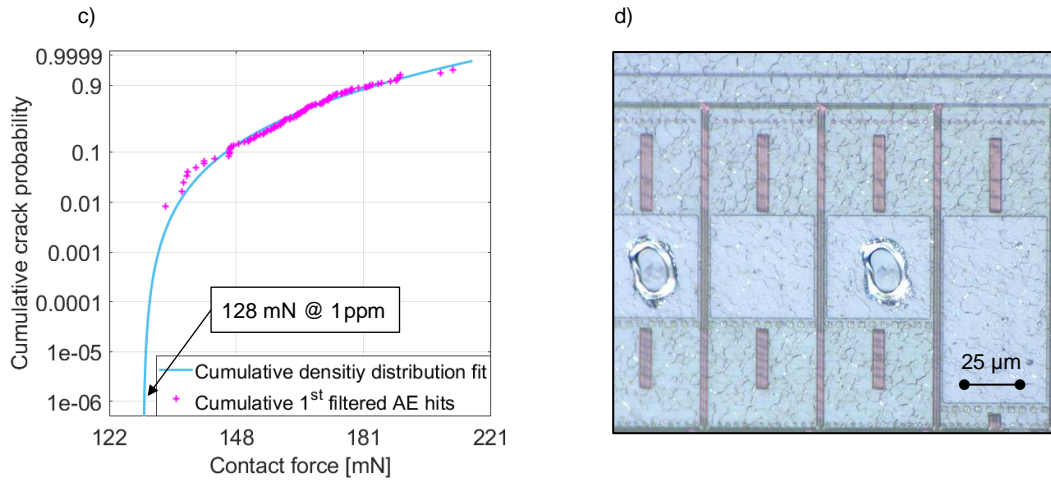 c)
d)
Cumulative crack probability
0.9999
0.9
0.1
0.01
0.001
0.0001
1e-05
1e-06
128 mN @ 1ppm
Cumulative densitiy distribution fit
Cumulative 1st filtered AE hits
122 148 181 221
Contact force [mN]
25 µm